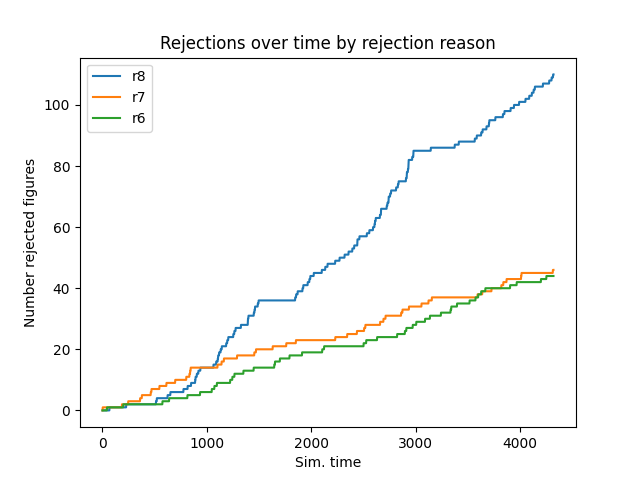 Rejections over time by rejection reason
r8
r7
r6
Number rejected figures
100
80
60
40
20
0
0 1000 2000 3000 4000
Sim. time